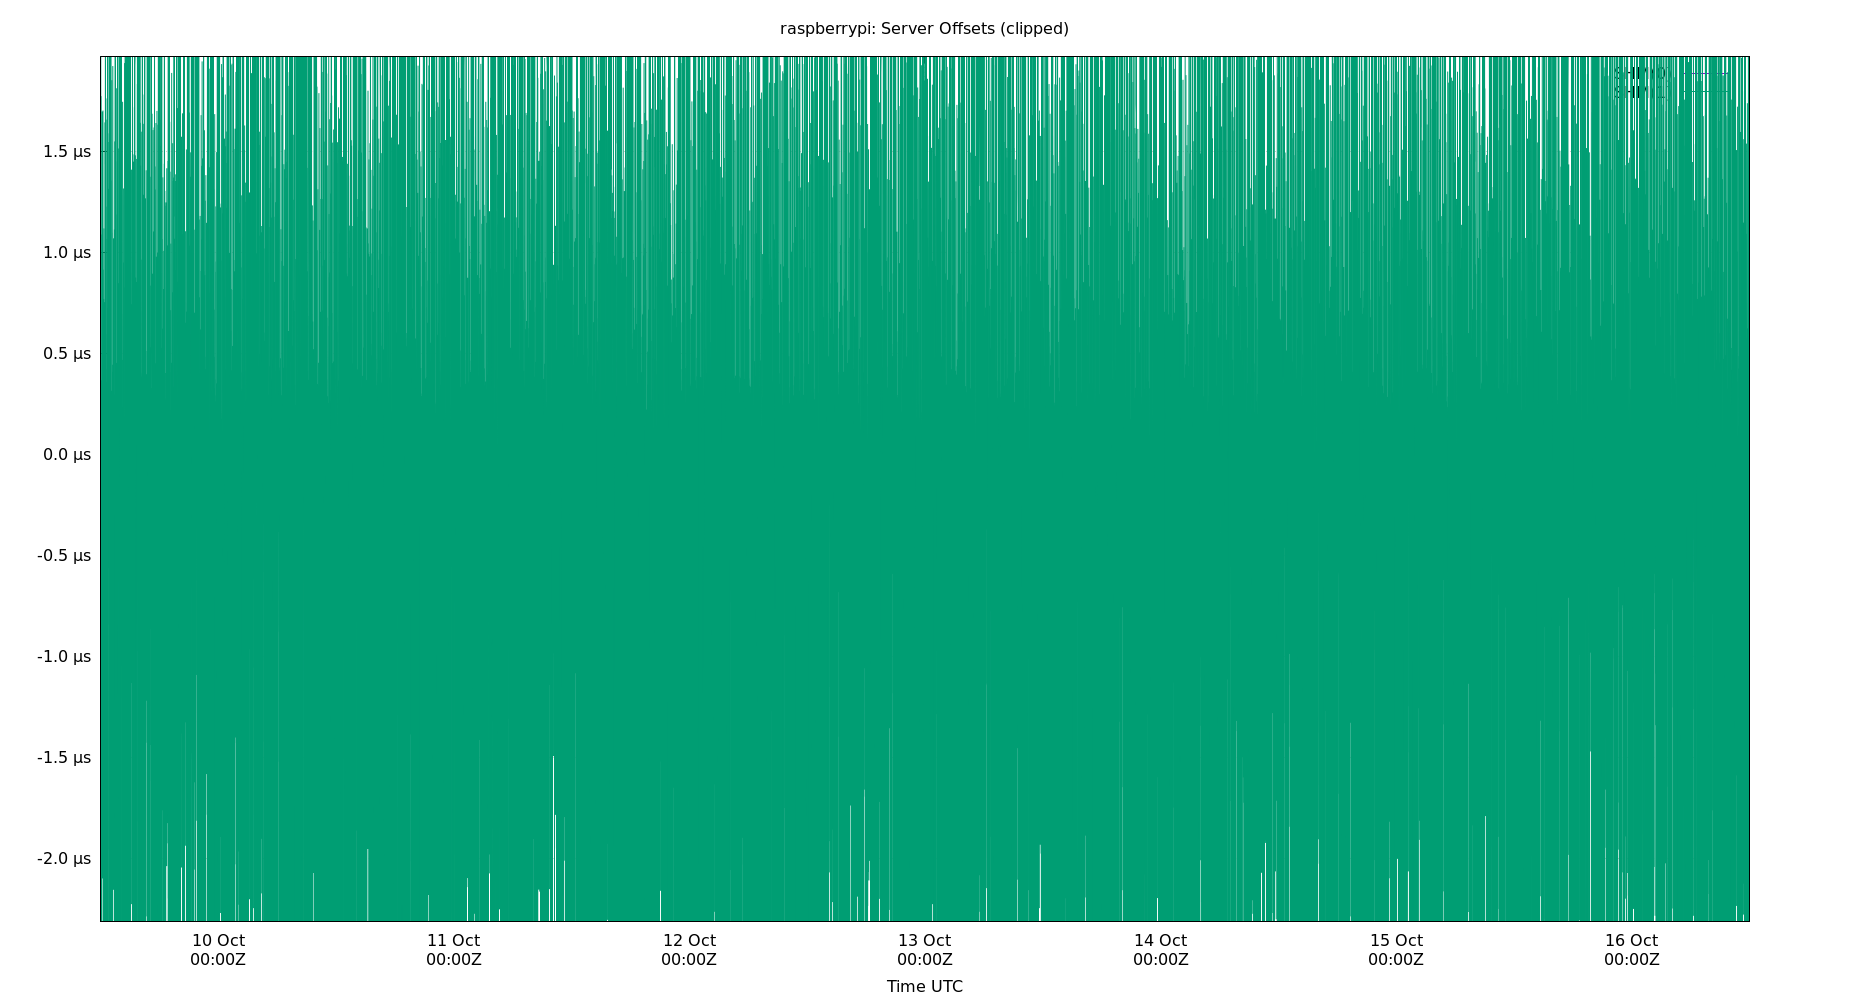 raspberrypi: Server Offsets (clipped)
1.5 µs
1.0 µs
0.5 µs
0.0 µs
-0.5 µs
-1.0 µs
-1.5 µs
-2.0 µs
10 Oct 11 Oct 12 Oct 13 Oct 14 Oct 15 Oct 16 Oct
00:00Z 00:00Z 00:00Z 00:00Z 00:00Z 00:00Z 00:00Z
Time UTC